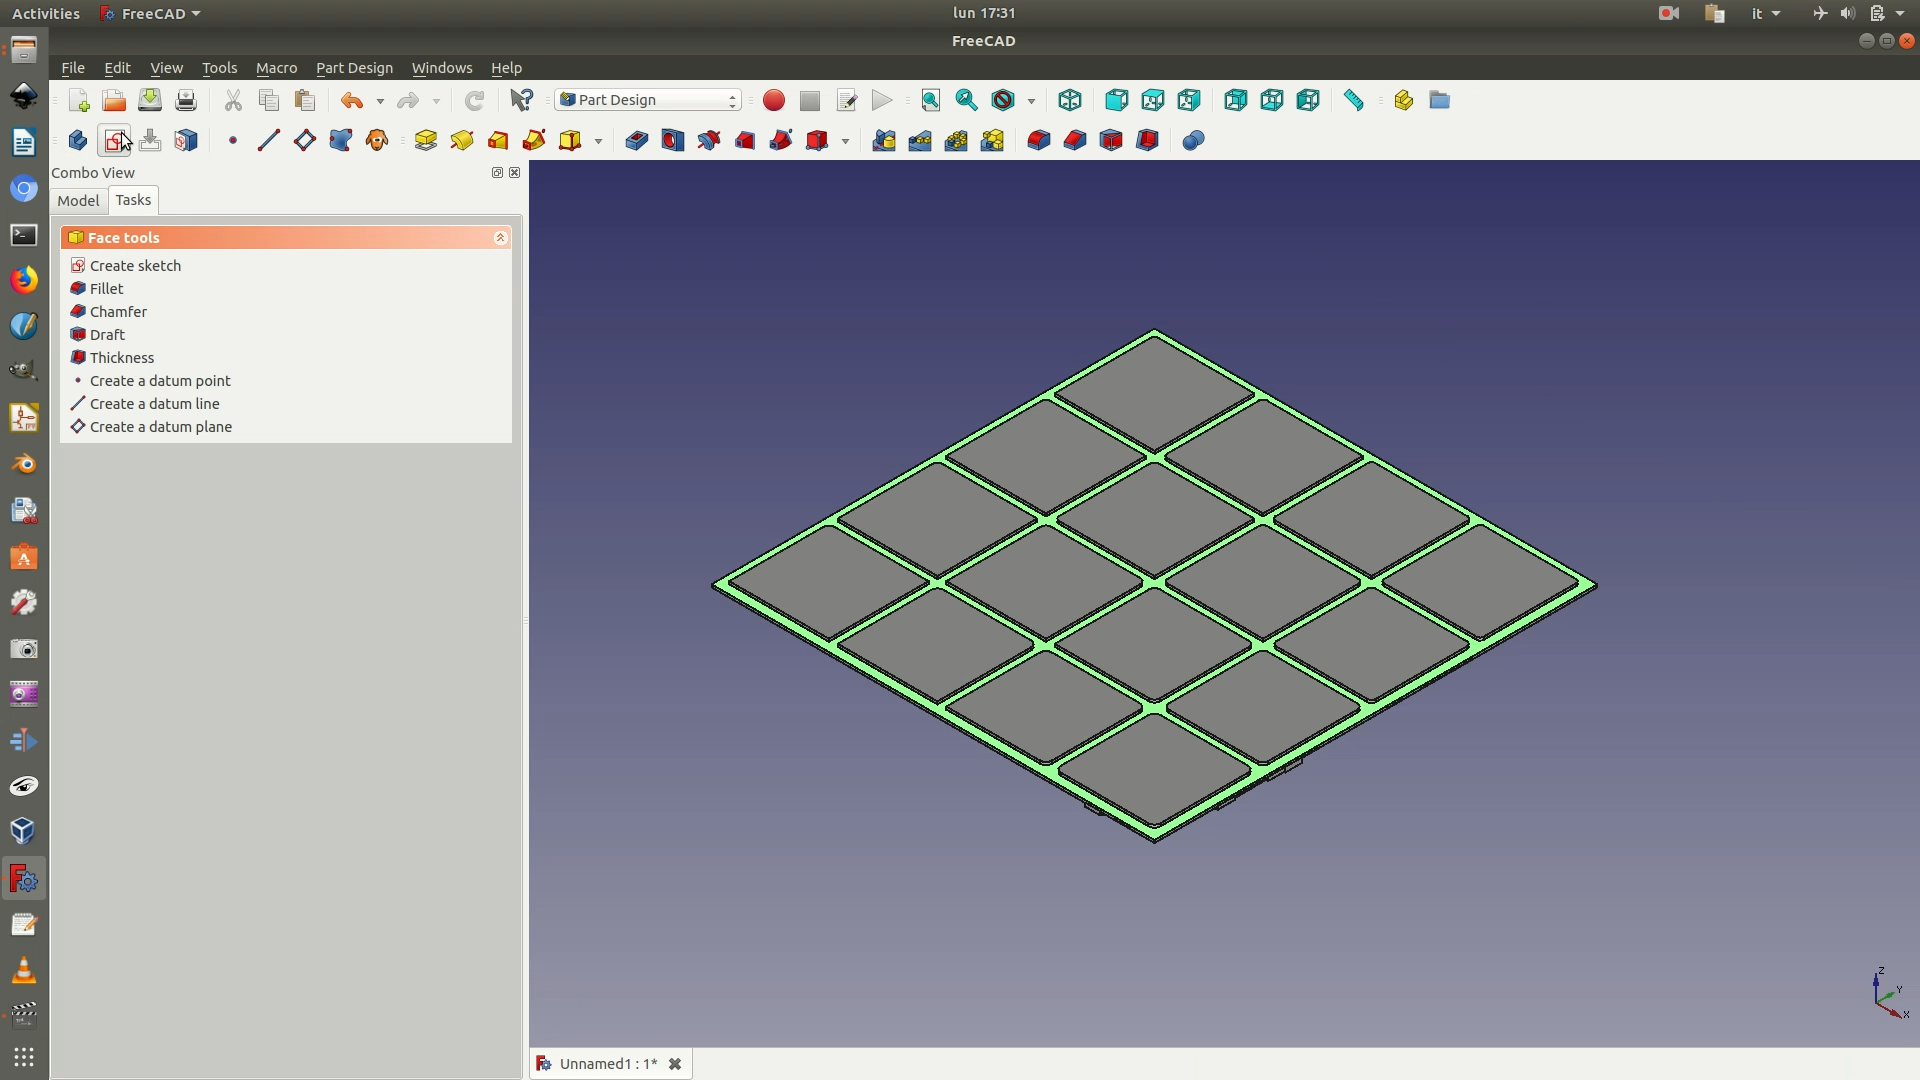 Activities FreeCAD lun 17:31 it
FreeCAD
File Edit View Tools Macro Part Design Windows Help
Part Design
Combo View
Model Tasks
Face tools
Create sketch
Fillet
Chamfer
Draft
Thickness
Create a datum point
Create a datum line
Create a datum plane
Z
Y
X
Unnamed1 : 1*